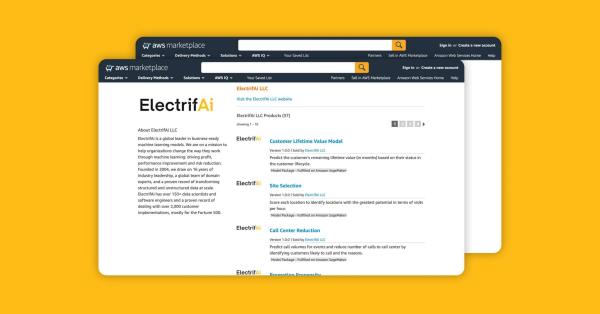 aws marketplace
Sign in or Create a new account
Categories Delivery Methods Solutions AWS IQ Your Saved List Partners Sell in AWS Marketplace Amazon Web Services Home Help
aws marketplace
Sign in or Create a new account
Categories Delivery Methods Solutions AWS IQ Your Saved List Partners Sell in AWS Marketplace Amazon Web Services Home Help
ElectrifAi
About ElectrifAi LLC
ElectrifAi is a global leader in business-ready
machine learning models. We are on a mission to
help organizations change the way they work
through machine learning: driving profit,
performance improvement and risk reduction.
Founded in 2004, we draw on 16 years of
industry leadership, a global team of domain
experts, and a proven record of transforming
structured and unstructured data at scale.
ElectrifAi has over 150+ data scientists and
software engineers and a proven record of
dealing with over 2,000 customer
implementations, mostly for the Fortune 500.
ElectrifAi LLC
Visit the ElectrifAi LLC website
ElectrifAi LLC Products (37)
showing 1 - 10
1 2 3 4
ElectrifAi
Customer Lifetime Value Model
Version 1.0.0 | Sold by ElectrifAi LLC
Predict the customer's remaining lifetime value (in months) based on their status in
the customer lifecycle.
Model Package - Fulfilled on Amazon SageMaker
ElectrifAi
Site Selection
Version 1.0.0 | Sold by ElectrifAi LLC
Score each location to identify locations with the greatest potential in terms of visits
per hour.
Model Package - Fulfilled on Amazon SageMaker
ElectrifAi
Call Center Reduction
Version 1.0.0 | Sold by ElectrifAi LLC
Predict call volumes for events and reduce number of calls to call center by
identifying customers likely to call and the reasons.
Model Package - Fulfilled on Amazon SageMaker
ElectrifAi